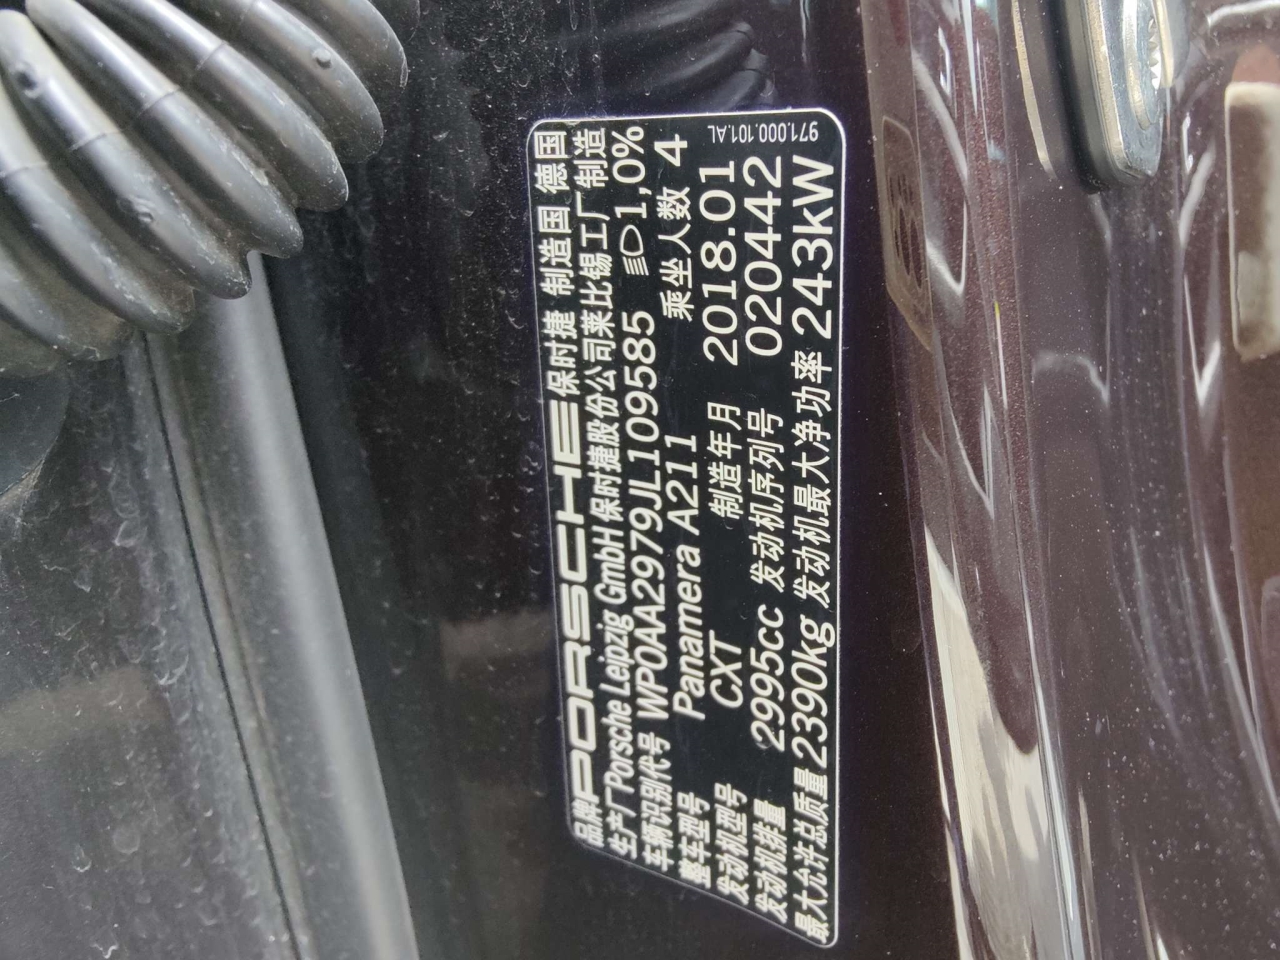 品牌 PORSCHE 保时捷 制造国 德国
生产厂 Porsche Leipzig GmbH 保时捷股份公司莱比锡工厂制造
车辆识别代号 WP0AA2979JL109585 1,0%
整车型号 Panamera A211 乘坐人数 4
发动机型号 CXT 制造年月 2018.01
发动机排量 2995cc 发动机序列号 020442
最大允许总质量 2390kg 发动机最大净功率 243kW
971.000.101.AL